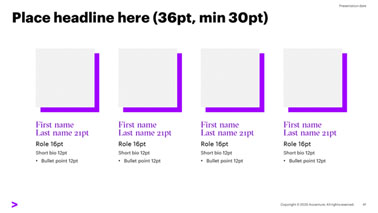 Presentation date
Place headline here (36pt, min 30pt)
First name
Last name 21pt
Role 16pt
Short bio 12pt
• Bullet point 12pt
First name
Last name 21pt
Role 16pt
Short bio 12pt
• Bullet point 12pt
First name
Last name 21pt
Role 16pt
Short bio 12pt
• Bullet point 12pt
First name
Last name 21pt
Role 16pt
Short bio 12pt
• Bullet point 12pt
Copyright © 2020 Accenture. All rights reserved.